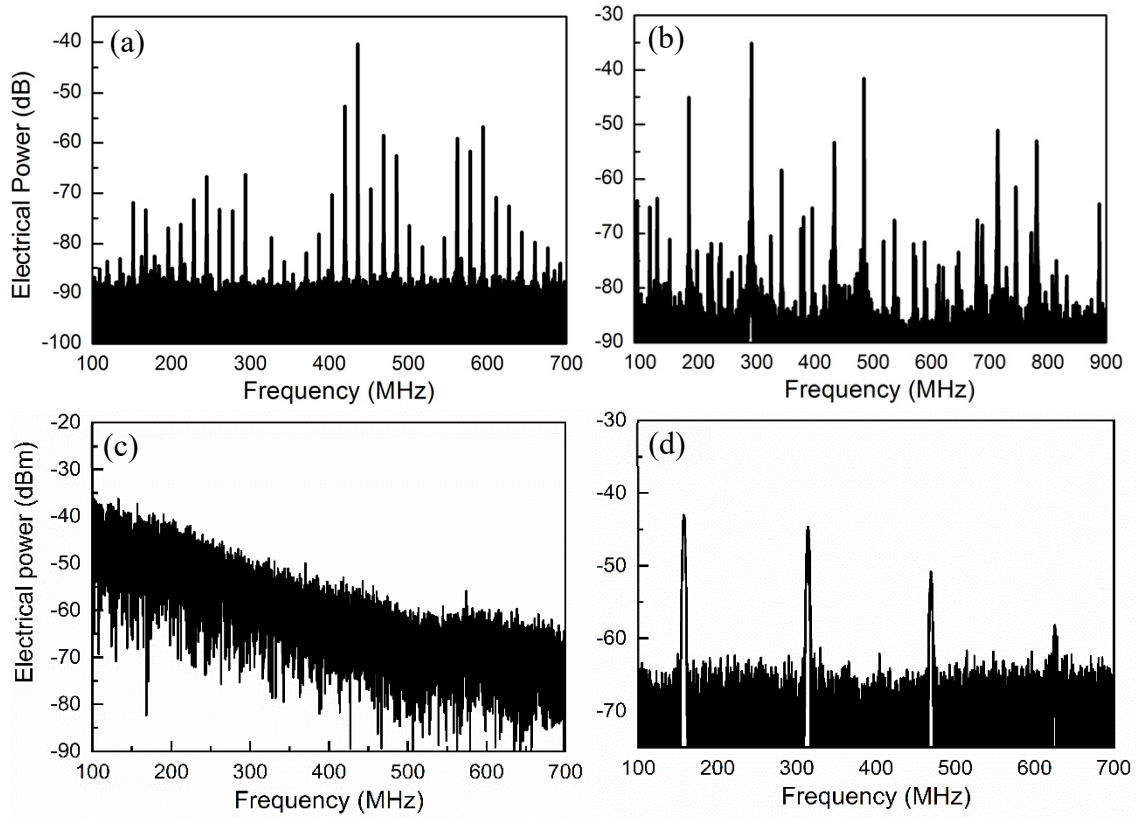 (a)
Electrical Power (dB)
-40
-50
-60
-70
-80
-90
-100
100 200 300 400 500 600 700
Frequency (MHz)
(b)
-30
-40
-50
-60
-70
-80
-90
100 200 300 400 500 600 700 800 900
Frequency (MHz)
(c)
Electrical power (dBm)
-20
-30
-40
-50
-60
-70
-80
-90
100 200 300 400 500 600 700
Frequency (MHz)
(d)
-30
-40
-50
-60
-70
100 200 300 400 500 600 700
Frequency (MHz)